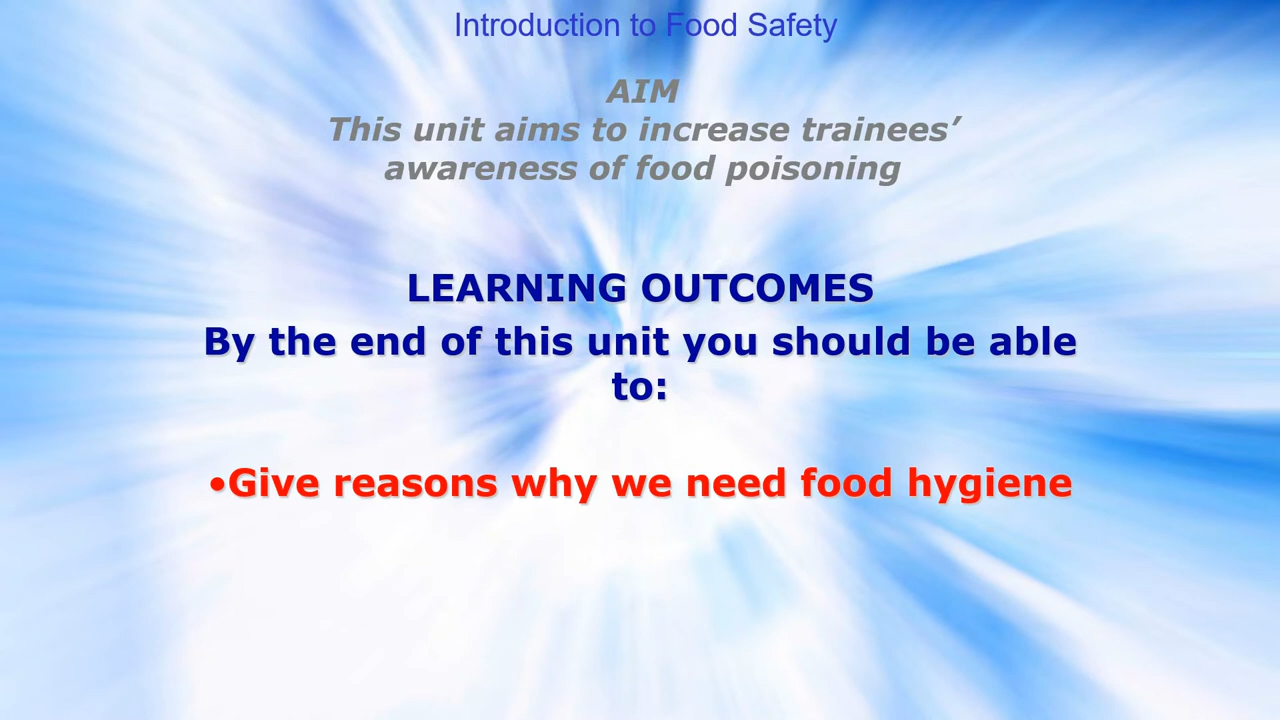 Introduction to Food Safety
AIM
This unit aims to increase trainees’
awareness of food poisoning
LEARNING OUTCOMES
By the end of this unit you should be able
to:
•Give reasons why we need food hygiene